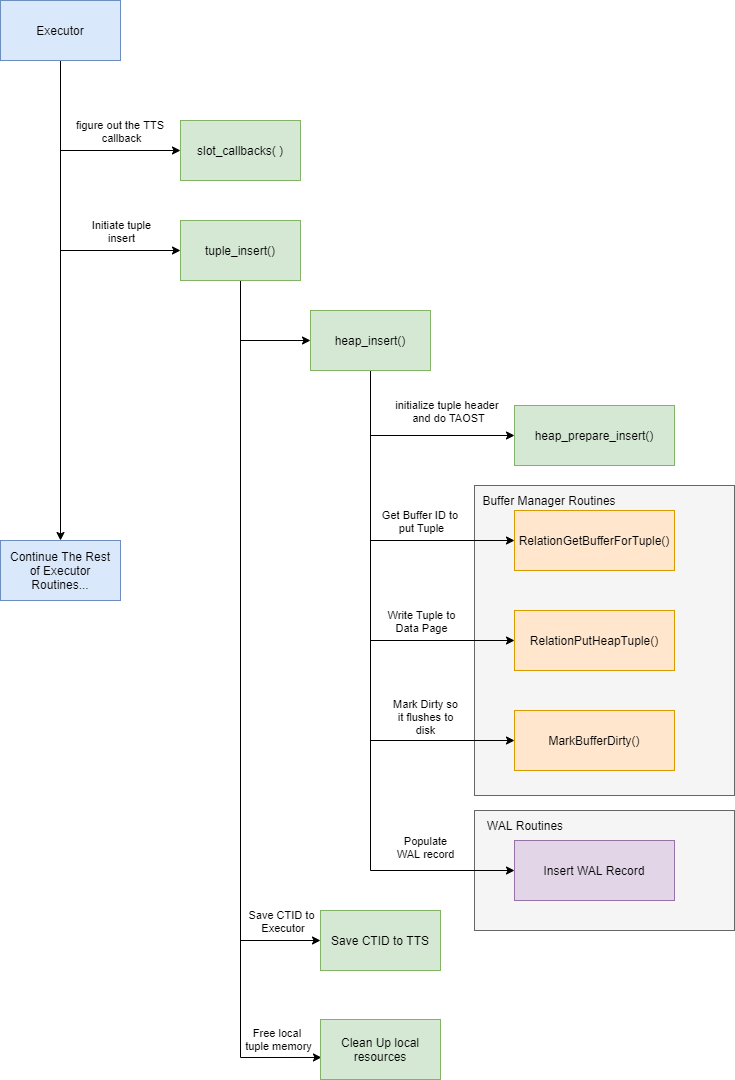 Executor
figure out the TTS
callback
slot_callbacks( )
Initiate tuple
insert
tuple_insert()
heap_insert()
initialize tuple header
and do TAOST
heap_prepare_insert()
Buffer Manager Routines
Get Buffer ID to
put Tuple
RelationGetBufferForTuple()
Continue The Rest
of Executor
Routines...
Write Tuple to
Data Page
RelationPutHeapTuple()
Mark Dirty so
it flushes to
disk
MarkBufferDirty()
WAL Routines
Populate
WAL record
Insert WAL Record
Save CTID to
Executor
Save CTID to TTS
Free local
tuple memory
Clean Up local
resources